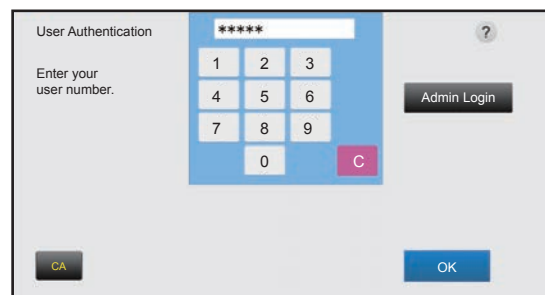 User Authentication
*****
?
Enter your
user number.
1 2 3
4 5 6
Admin Login
7 8 9
0 C
CA
OK